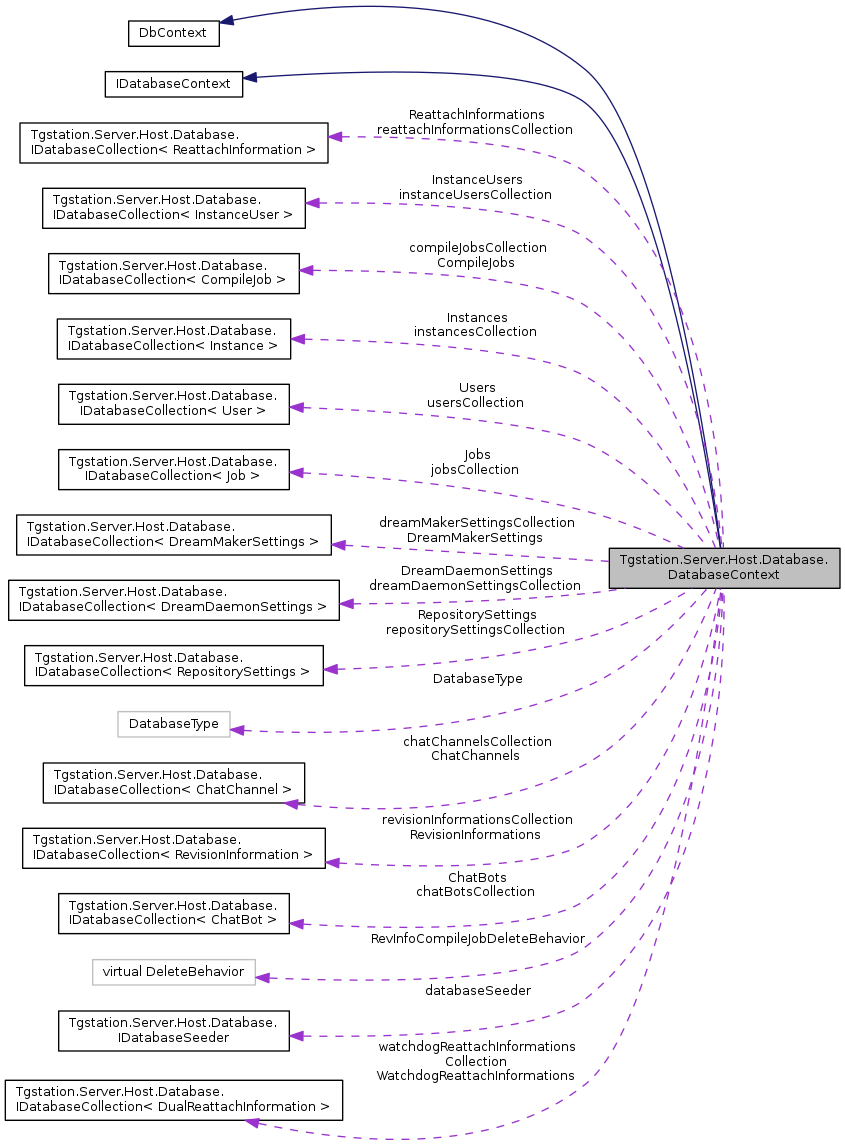 DbContext
IDatabaseContext
ReattachInformations
reattachInformationsCollection
Tgstation.Server.Host.Database.
IDatabaseCollection< ReattachInformation >
InstanceUsers
instanceUsersCollection
Tgstation.Server.Host.Database.
IDatabaseCollection< InstanceUser >
compileJobsCollection
CompileJobs
Tgstation.Server.Host.Database.
IDatabaseCollection< CompileJob >
Instances
instancesCollection
Tgstation.Server.Host.Database.
IDatabaseCollection< Instance >
Users
usersCollection
Tgstation.Server.Host.Database.
IDatabaseCollection< User >
Jobs
jobsCollection
Tgstation.Server.Host.Database.
IDatabaseCollection< Job >
dreamMakerSettingsCollection
DreamMakerSettings
Tgstation.Server.Host.Database.
IDatabaseCollection< DreamMakerSettings >
Tgstation.Server.Host.Database.
DatabaseContext
DreamDaemonSettings
dreamDaemonSettingsCollection
Tgstation.Server.Host.Database.
IDatabaseCollection< DreamDaemonSettings >
RepositorySettings
repositorySettingsCollection
Tgstation.Server.Host.Database.
IDatabaseCollection< RepositorySettings >
DatabaseType
DatabaseType
chatChannelsCollection
ChatChannels
Tgstation.Server.Host.Database.
IDatabaseCollection< ChatChannel >
revisionInformationsCollection
RevisionInformations
Tgstation.Server.Host.Database.
IDatabaseCollection< RevisionInformation >
ChatBots
chatBotsCollection
Tgstation.Server.Host.Database.
IDatabaseCollection< ChatBot >
RevInfoCompileJobDeleteBehavior
virtual DeleteBehavior
databaseSeeder
Tgstation.Server.Host.Database.
IDatabaseSeeder
watchdogReattachInformations
Collection
WatchdogReattachInformations
Tgstation.Server.Host.Database.
IDatabaseCollection< DualReattachInformation >